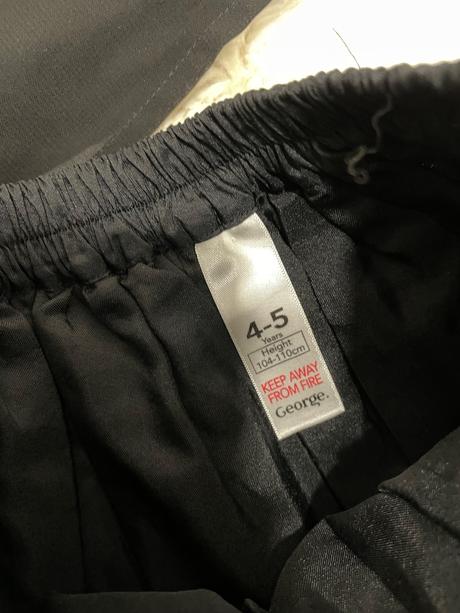 4-5
Years
Height
104-110cm
KEEP AWAY
FROM FIRE
George.